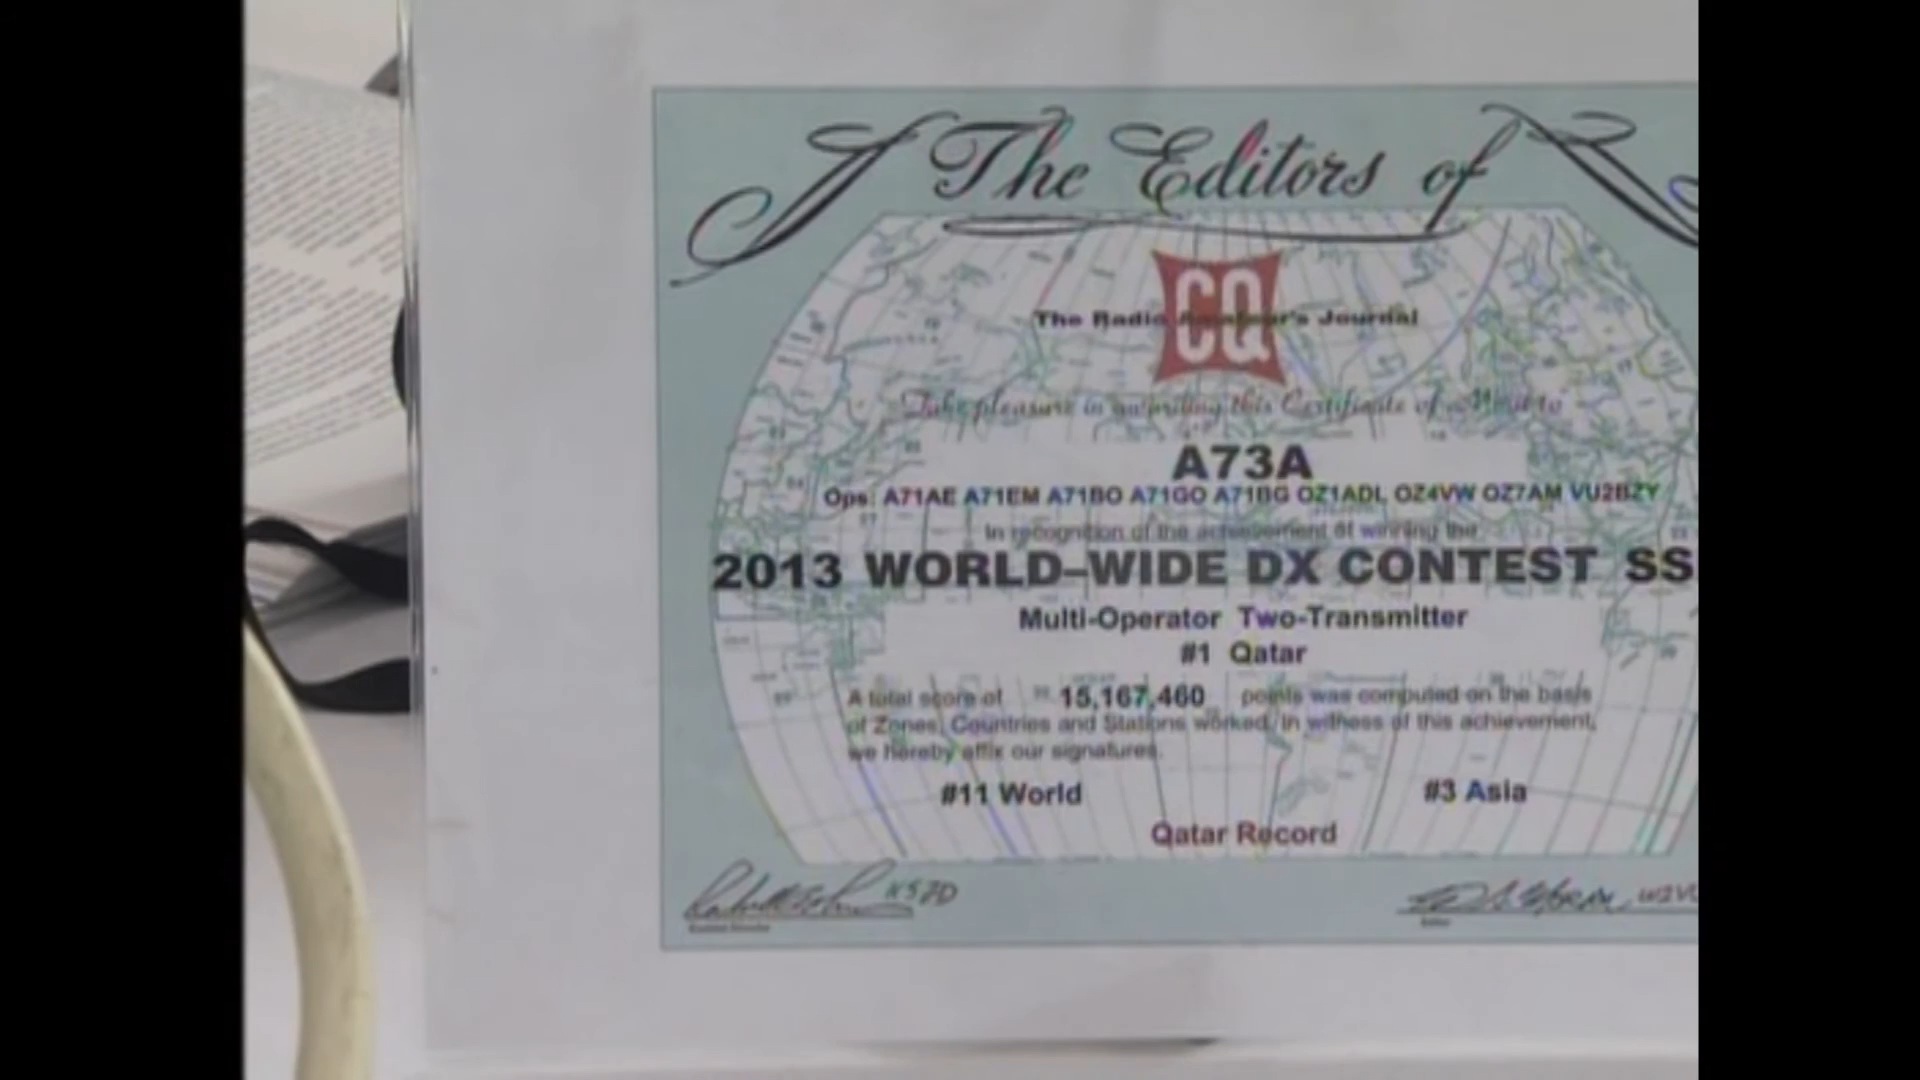 The Editors of
CQ
The Radio Amateur's Journal
Take pleasure in awarding this Certificate of Merit to
A73A
Ops: A71AE A71EM A71BO A71GO A71BG OZ1ADL OZ4VW OZ7AM VU2BZY
In recognition of the achievement of winning the
2013 WORLD-WIDE DX CONTEST SS
Multi-Operator Two-Transmitter
#1 Qatar
A total score of 15,167,460 points was computed on the basis
of Zones, Countries and Stations worked. In witness of this achievement,
we hereby affix our signatures.
#11 World #3 Asia
Qatar Record